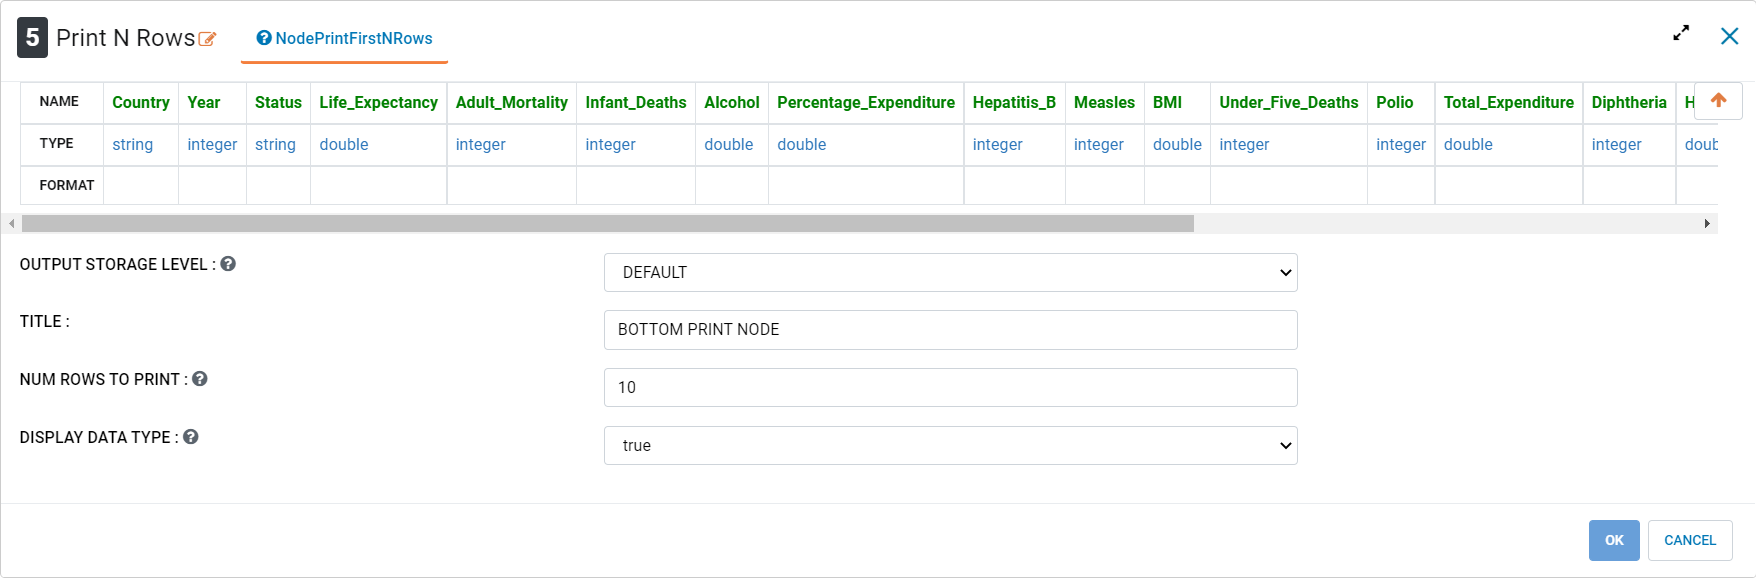 5 Print N Rows NodePrintFirstNRows
NAME Country Year Status Life_Expectancy Adult_Mortality Infant_Deaths Alcohol Percentage_Expenditure Hepatitis_B Measles BMI Under_Five_Deaths Polio Total_Expenditure Diphtheria H
TYPE string integer string double integer integer double double integer integer double integer integer double integer doub
FORMAT
OUTPUT STORAGE LEVEL :
DEFAULT
TITLE :
BOTTOM PRINT NODE
NUM ROWS TO PRINT :
10
DISPLAY DATA TYPE :
true
OK CANCEL